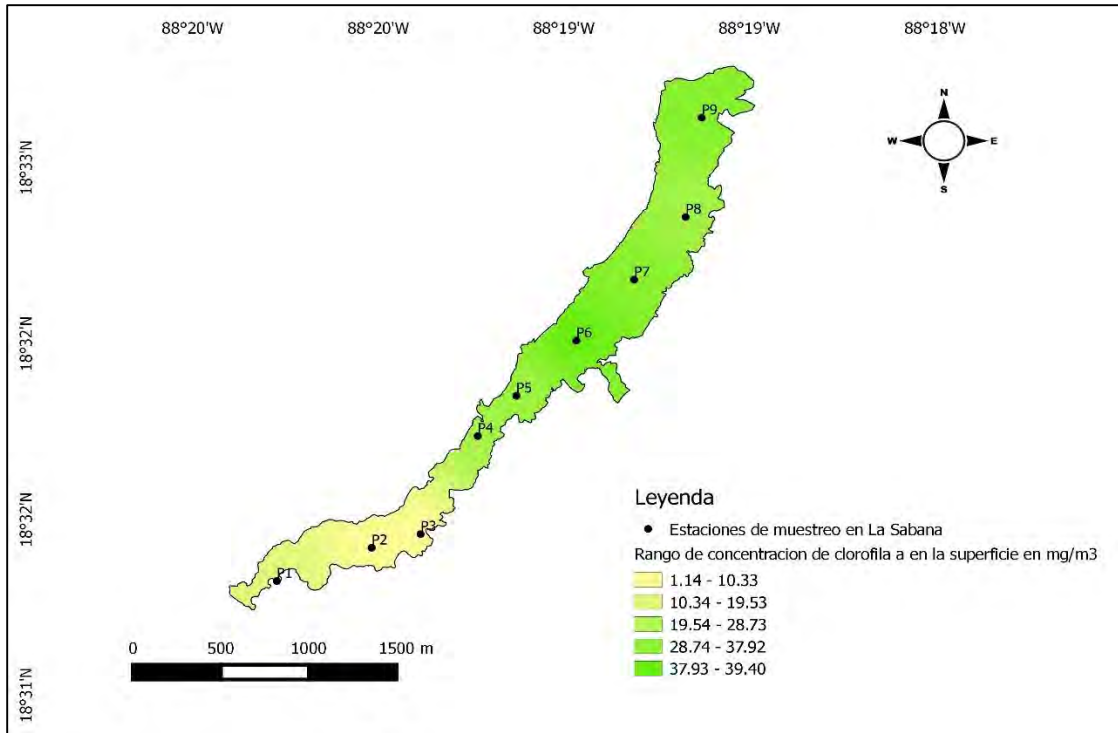 88°20'W 88°20'W 88°19'W 88°19'W 88°18'W
N
W E
S
18°33'N
18°32'N
18°32'N
18°31'N
P9
P8
P7
P6
P5
P4
P3
P2
P1
Leyenda
Estaciones de muestreo en La Sabana
Rango de concentracion de clorofila a en la superficie en mg/m3
1.14 - 10.33
10.34 - 19.53
19.54 - 28.73
28.74 - 37.92
37.93 - 39.40
0 500 1000 1500 m